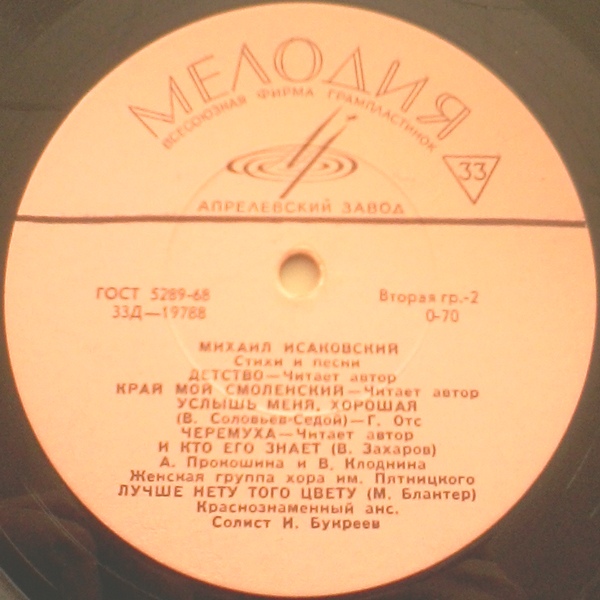 МЕЛОДИЯ
ВСЕСОЮЗНАЯ ФИРМА ГРАМПЛАСТИНОК
33
АПРЕЛЕВСКИЙ ЗАВОД
ГОСТ 5289-68
Вторая гр.-2
33Д—19788
0-70
МИХАИЛ ИСАКОВСКИЙ
Стихи и песни
ДЕТСТВО—Читает автор
КРАЙ МОЙ СМОЛЕНСКИЙ—Читает автор
УСЛЫШЬ МЕНЯ, ХОРОШАЯ
(В. Соловьев-Седой)—Г. Отс
ЧЕРЕМУХА—Читает автор
И КТО ЕГО ЗНАЕТ (В. Захаров)
А. Прокошина и В. Клоднина
Женская группа хора им. Пятницкого
ЛУЧШЕ НЕТУ ТОГО ЦВЕТУ (М. Блантер)
Краснознаменный анс.
Солист И. Букреев